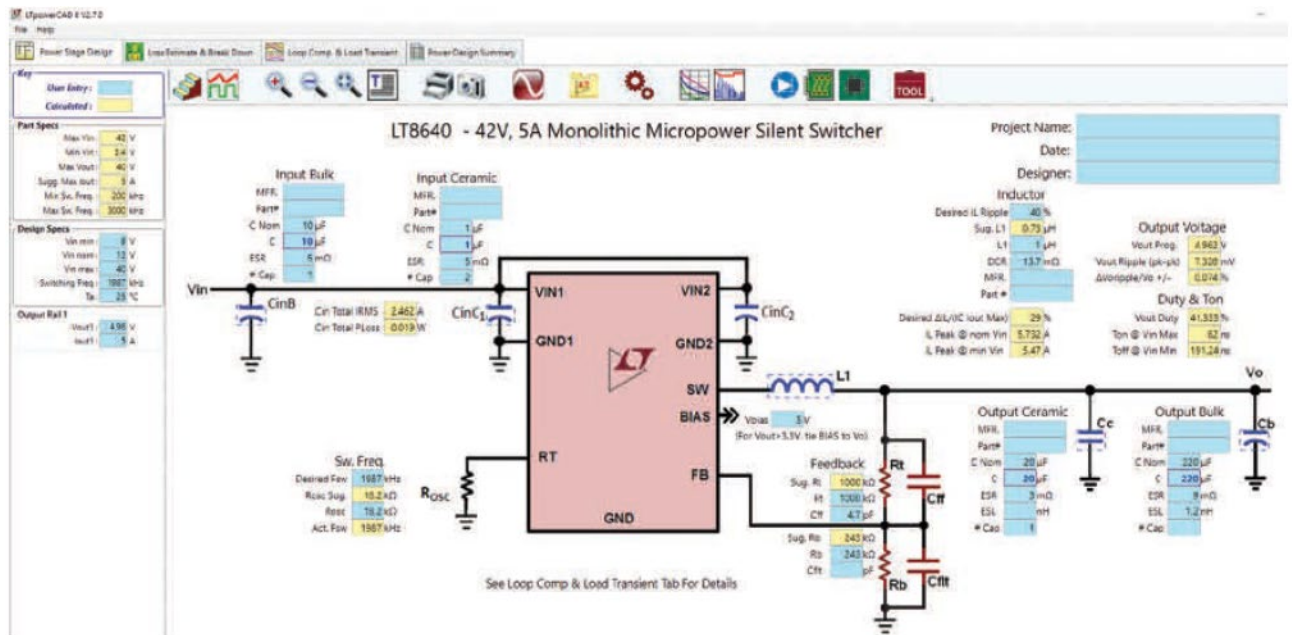 LTpowerCAD II V2.7.0
File Help
Power Stage Design Loss Estimate & Break Down Loop Comp. & Load Transient Power Design Summary
Key
User Entry :
Calculated :
TOOL
Part Specs
Max Vin : 42 V
Min Vin : 3.4 V
Max Vout : 40 V
Sugg. Max Iout : 5 A
Min Sw. Freq. : 200 kHz
Max Sw. Freq. : 3000 kHz
Design Specs
Vin min : 8 V
Vin nom : 12 V
Vin max : 40 V
Switching Freq : 1987 kHz
Ta : 25 °C
Output Rail 1
Vout1 : 4.98 V
Iout1 : 5 A
LT8640 - 42V, 5A Monolithic Micropower Silent Switcher
Project Name:
Date:
Designer:
Input Bulk
MFR.
Part#
C Nom 10 µF
C 10 µF
ESR 5 mΩ
# Cap 1
Input Ceramic
MFR.
Part#
C Nom 1 µF
C 1 µF
ESR 5 mΩ
# Cap 2
Inductor
Desired iL Ripple 40 %
Sug. L1 0.73 µH
L1 1 µH
DCR 13.7 mΩ
MFR.
Part #
Desired ΔIL/(IC Iout Max) 29 %
iL Peak @ nom Vin 5.732 A
iL Peak @ min Vin 5.47 A
Output Voltage
Vout Prog. 4.962 V
Vout Ripple (pk-pk) 7.328 mV
ΔVoripple/Vo +/- 0.074 %
Duty & Ton
Vout Duty 41.333 %
Ton @ Vin Max 62 ns
Toff @ Vin Min 191.24 ns
Vin
CinB
Cin Total IRMS 2.462 A
Cin Total PLoss 0.019 W
CinC1
VIN1
VIN2
CinC2
GND1
GND2
SW
L1
Vo
BIAS
Vbias 5 V
(For Vout>3.3V, tie BIAS to Vo)
RT
FB
GND
Sw. Freq.
Desired Fsw 1987 kHz
Rosc Sug. 18.2 kΩ
Rosc 18.2 kΩ
Act. Fsw 1987 kHz
ROSC
Feedback
Sug. Rt 1000 kΩ
Rt 1000 kΩ
Cff 4.7 pF
Sug. Rb 243 kΩ
Rb 243 kΩ
Cflt pF
Rt
Cff
Rb
Cflt
Output Ceramic
MFR.
Part#
C Nom 20 µF
C 20 µF
ESR 3 mΩ
ESL nH
# Cap 1
Cc
Output Bulk
MFR.
Part#
C Nom 220 µF
C 220 µF
ESR 9 mΩ
ESL 1.2 nH
# Cap
Cb
See Loop Comp & Load Transient Tab For Details